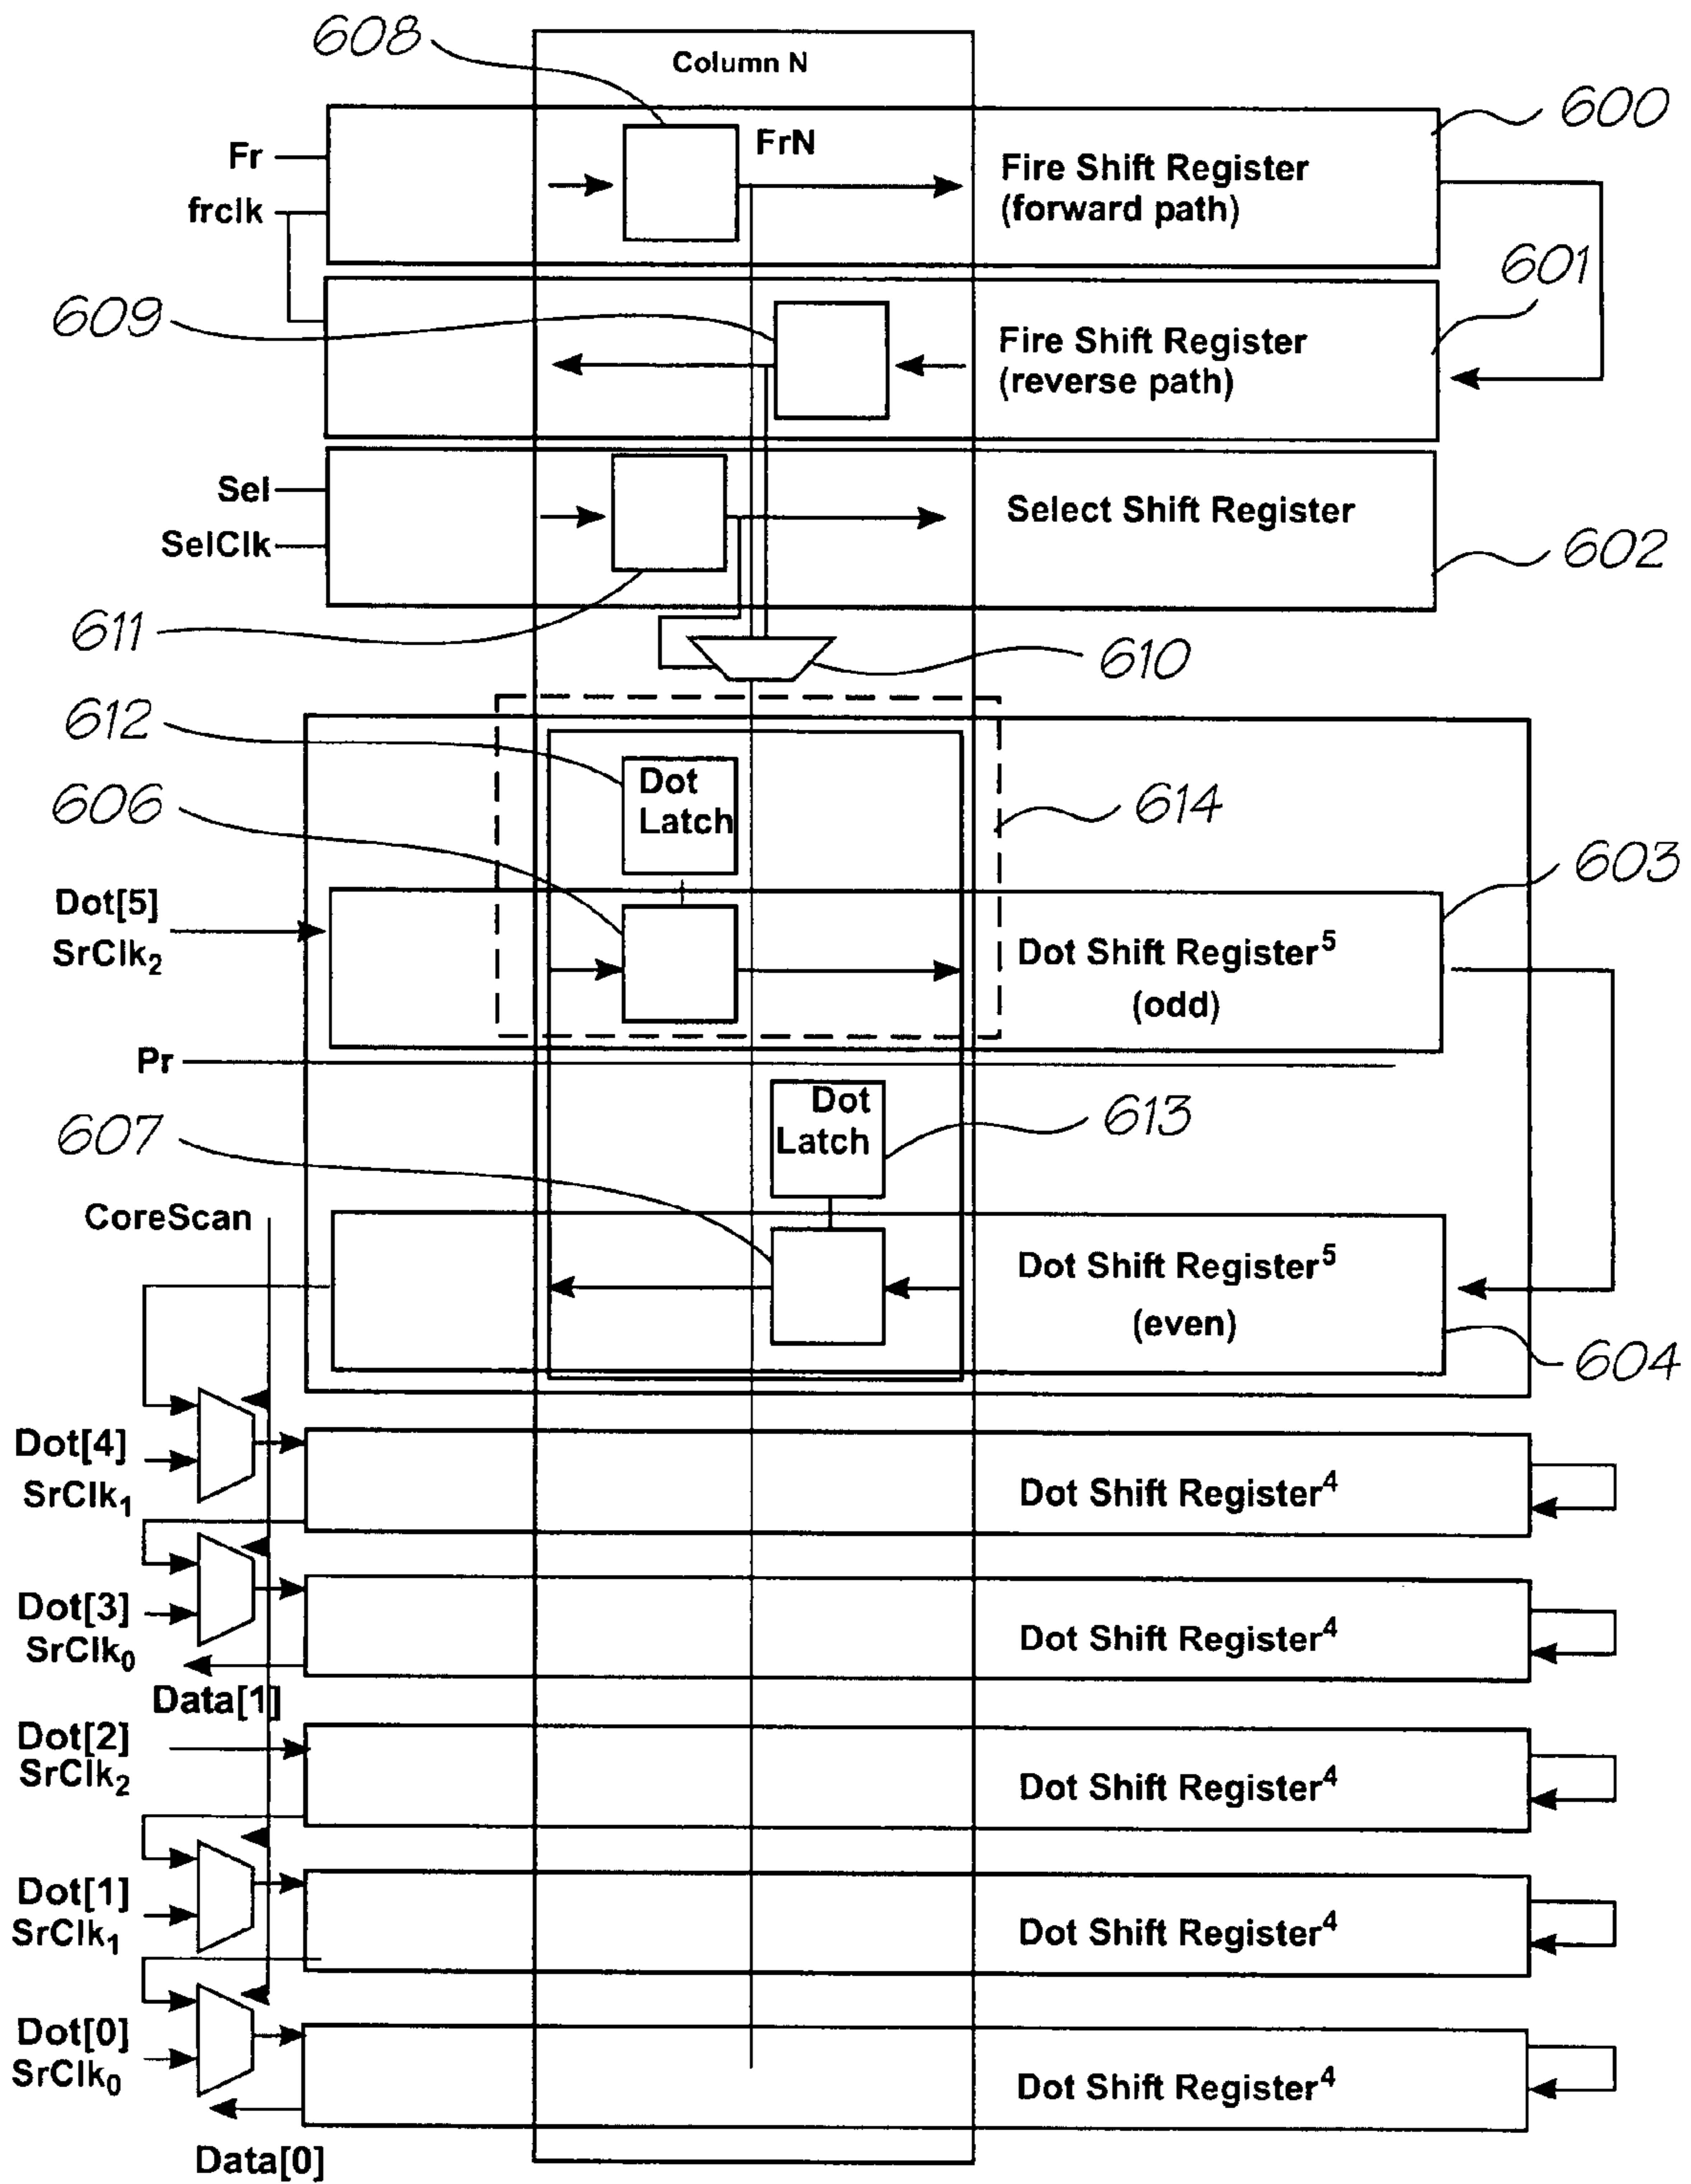 608
Column N
600
Fr
FrN
Fire Shift Register
(forward path)
frclk
601
609
Fire Shift Register
(reverse path)
Sel
Select Shift Register
SelClk
602
611
610
612
Dot
Latch
606
614
603
Dot[5]
SrClk2
Dot Shift Register5
(odd)
Pr
Dot
Latch
613
607
CoreScan
Dot Shift Register5
(even)
604
Dot[4]
SrClk1
Dot Shift Register4
Dot[3]
SrClk0
Dot Shift Register4
Data[1]
Dot[2]
SrClk2
Dot Shift Register4
Dot[1]
SrClk1
Dot Shift Register4
Dot[0]
SrClk0
Dot Shift Register4
Data[0]